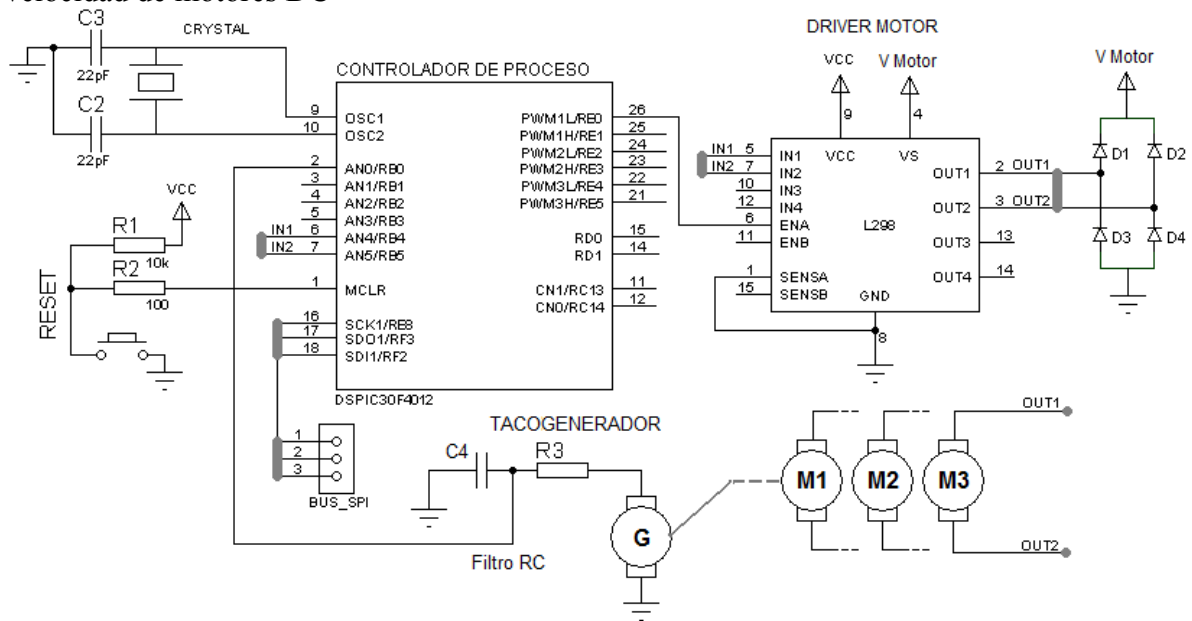 C3
CRYSTAL
22pF
C2
22pF
CONTROLADOR DE PROCESO
9 OSC1
10 OSC2
2 AN0/RB0
3 AN1/RB1
4 AN2/RB2
5 AN3/RB3
IN1 6 AN4/RB4
IN2 7 AN5/RB5
1 MCLR
16 SCK1/RE8
17 SDO1/RF3
18 SDI1/RF2
PWM1L/RE0 26
PWM1H/RE1 25
PWM2L/RE2 24
PWM2H/RE3 23
PWM3L/RE4 22
PWM3H/RE5 21
RD0 15
RD1 14
CN1/RC13 11
CN0/RC14 12
DSPIC30F4012
VCC
R1
10k
R2
100
RESET
1
2
3
BUS_SPI
DRIVER MOTOR
VCC
V Motor
9
4
IN1 5 IN1
IN2 7 IN2
10 IN3
12 IN4
6 ENA
11 ENB
1 SENSA
15 SENSB
VCC
VS
L298
GND
8
OUT1 2 OUT1
OUT2 3 OUT2
OUT3 13
OUT4 14
V Motor
D1
D2
D3
D4
TACOGENERADOR
C4
R3
G
Filtro RC
M1
M2
M3
OUT1
OUT2